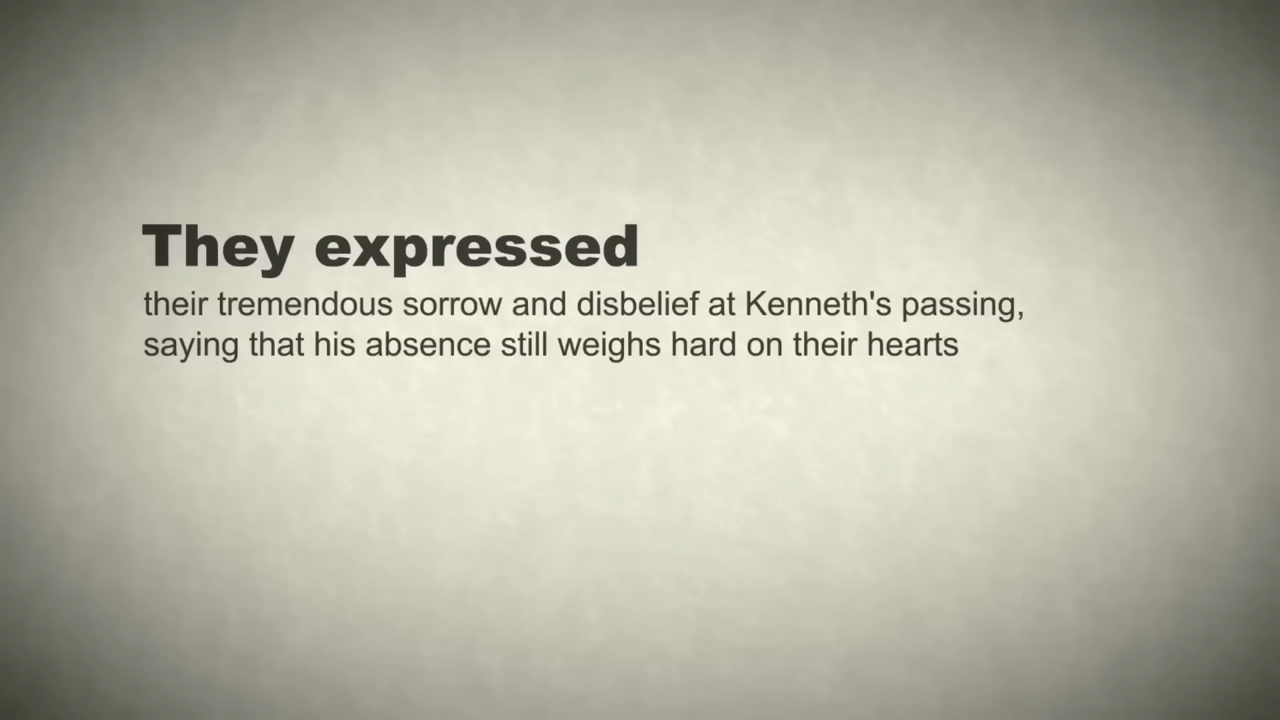 They expressed
their tremendous sorrow and disbelief at Kenneth's passing,
saying that his absence still weighs hard on their hearts